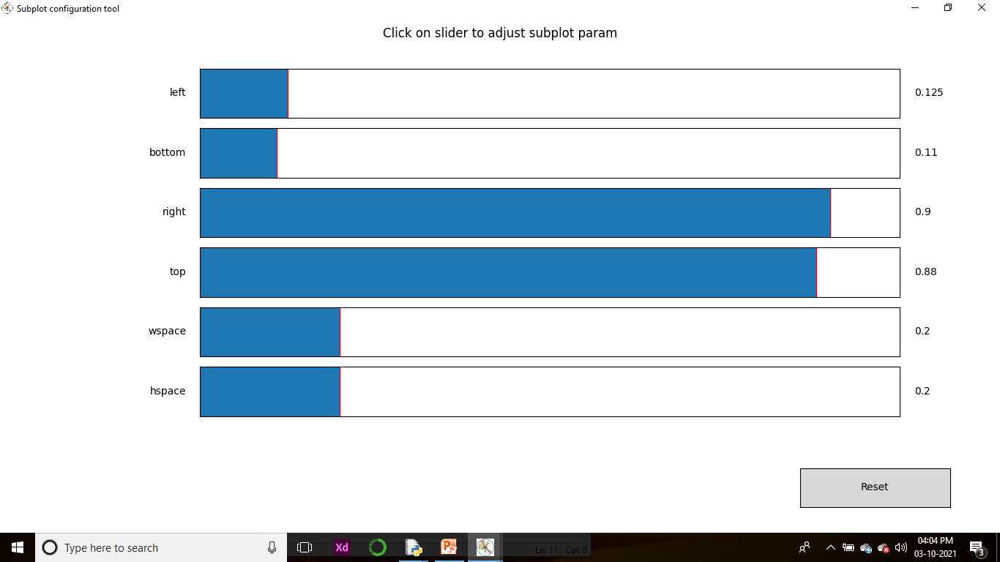 Subplot configuration tool
Click on slider to adjust subplot param
left 0.125
bottom 0.11
right 0.9
top 0.88
wspace 0.2
hspace 0.2
Reset
Type here to search
Xd
P
Ln: 11 Col: 0
04:04 PM
03-10-2021
3